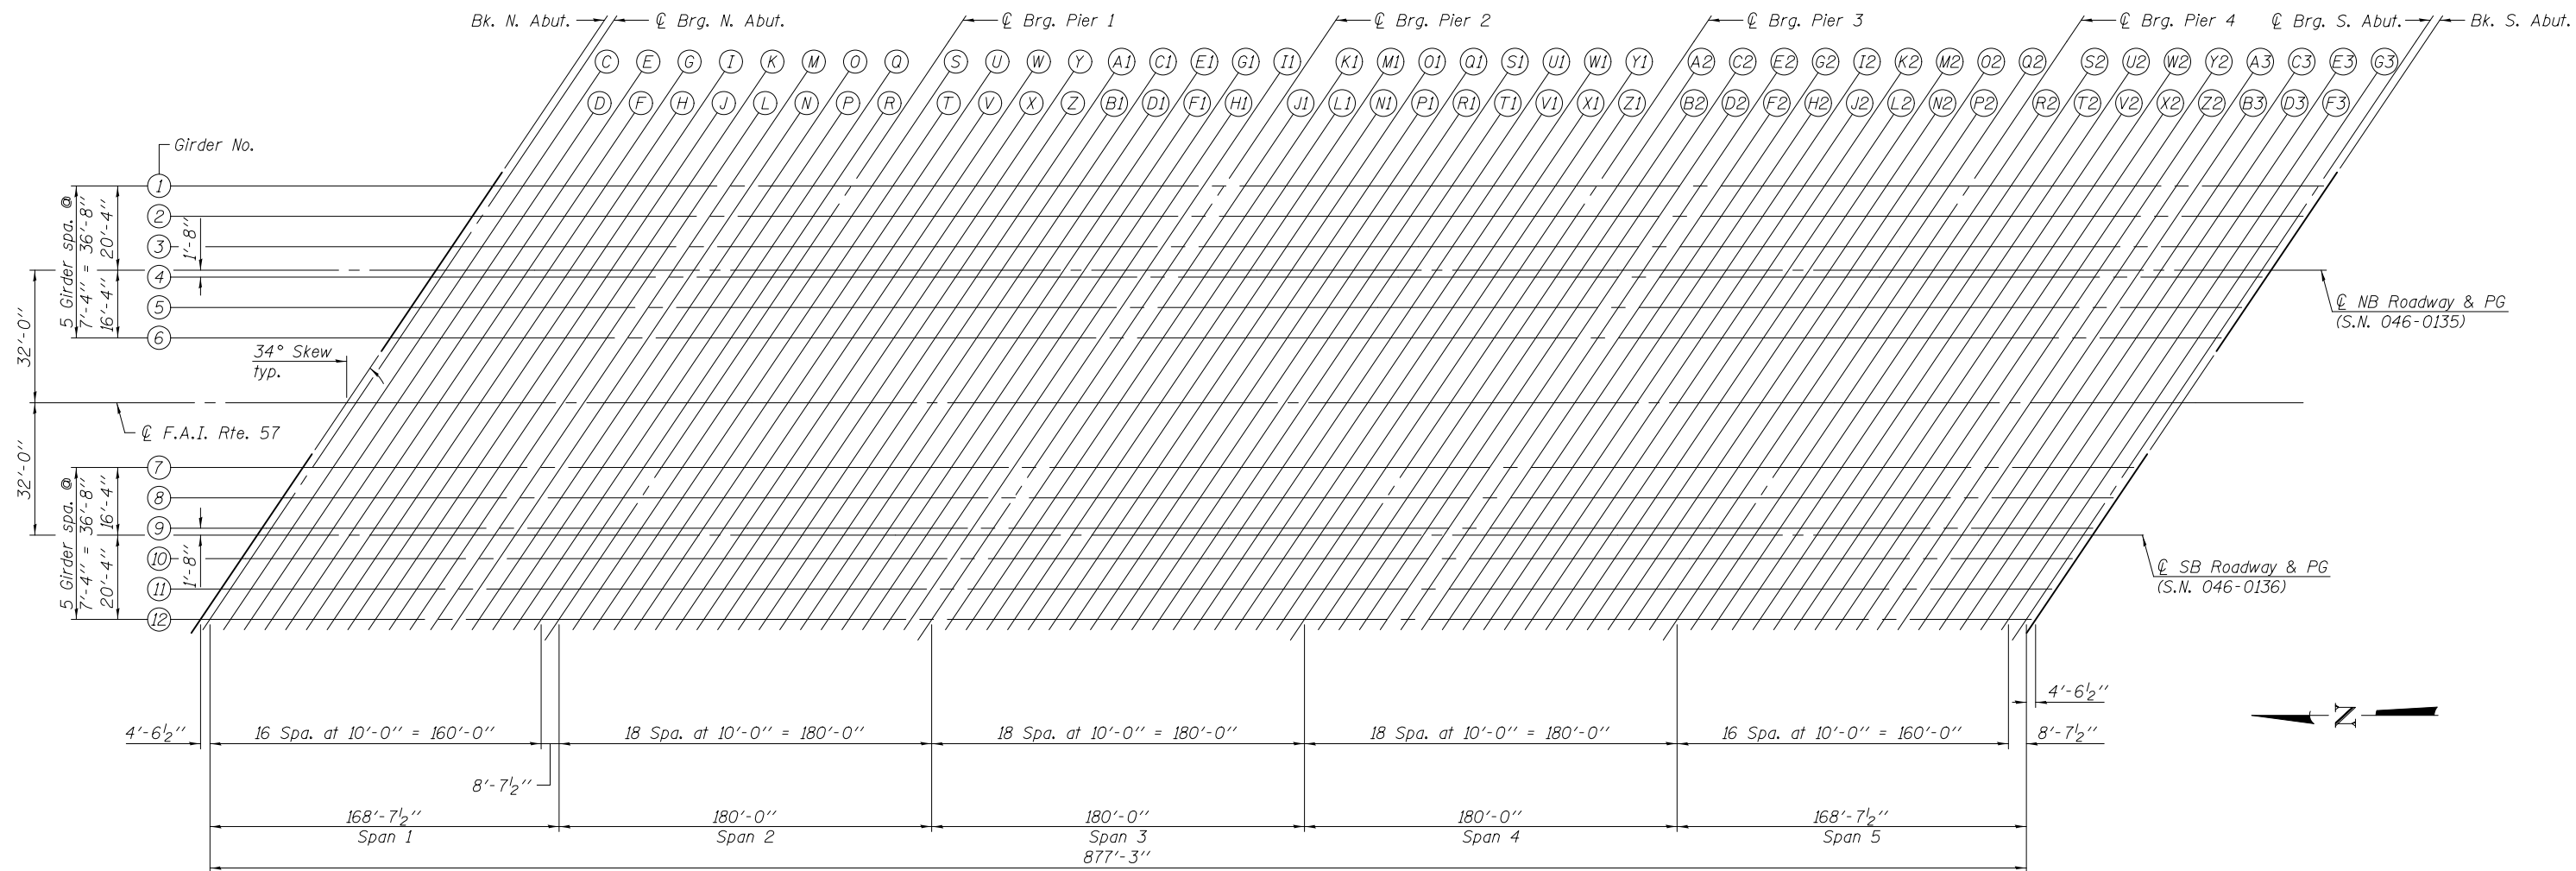 Bk. N. Abut.
℄ Brg. N. Abut.
℄ Brg. Pier 1
℄ Brg. Pier 2
℄ Brg. Pier 3
℄ Brg. Pier 4
℄ Brg. S. Abut.
Bk. S. Abut.
C E G I K M O Q S U W Y A1 C1 E1 G1 I1 K1 M1 O1 Q1 S1 U1 W1 Y1 A2 C2 E2 G2 I2 K2 M2 O2 Q2 S2 U2 W2 Y2 A3 C3 E3 G3
D F H J L N P R T V X Z B1 D1 F1 H1 J1 L1 N1 P1 R1 T1 V1 X1 Z1 B2 D2 F2 H2 J2 L2 N2 P2 R2 T2 V2 X2 Z2 B3 D3 F3
Girder No.
1
2
3
4
5
6
5 Girder spa. @
7'-4" = 36'-8"
20'-4"
16'-4"
1'-8"
32'-0"
34° Skew
typ.
℄ NB Roadway & PG
(S.N. 046-0135)
℄ F.A.I. Rte. 57
32'-0"
7
8
9
10
11
12
5 Girder spa. @
7'-4" = 36'-8"
16'-4"
20'-4"
1'-8"
℄ SB Roadway & PG
(S.N. 046-0136)
4'-6½"
N
4'-6½"
16 Spa. at 10'-0" = 160'-0"
18 Spa. at 10'-0" = 180'-0"
18 Spa. at 10'-0" = 180'-0"
18 Spa. at 10'-0" = 180'-0"
16 Spa. at 10'-0" = 160'-0"
8'-7½"
8'-7½"
168'-7½"
Span 1
180'-0"
Span 2
180'-0"
Span 3
180'-0"
Span 4
168'-7½"
Span 5
877'-3"